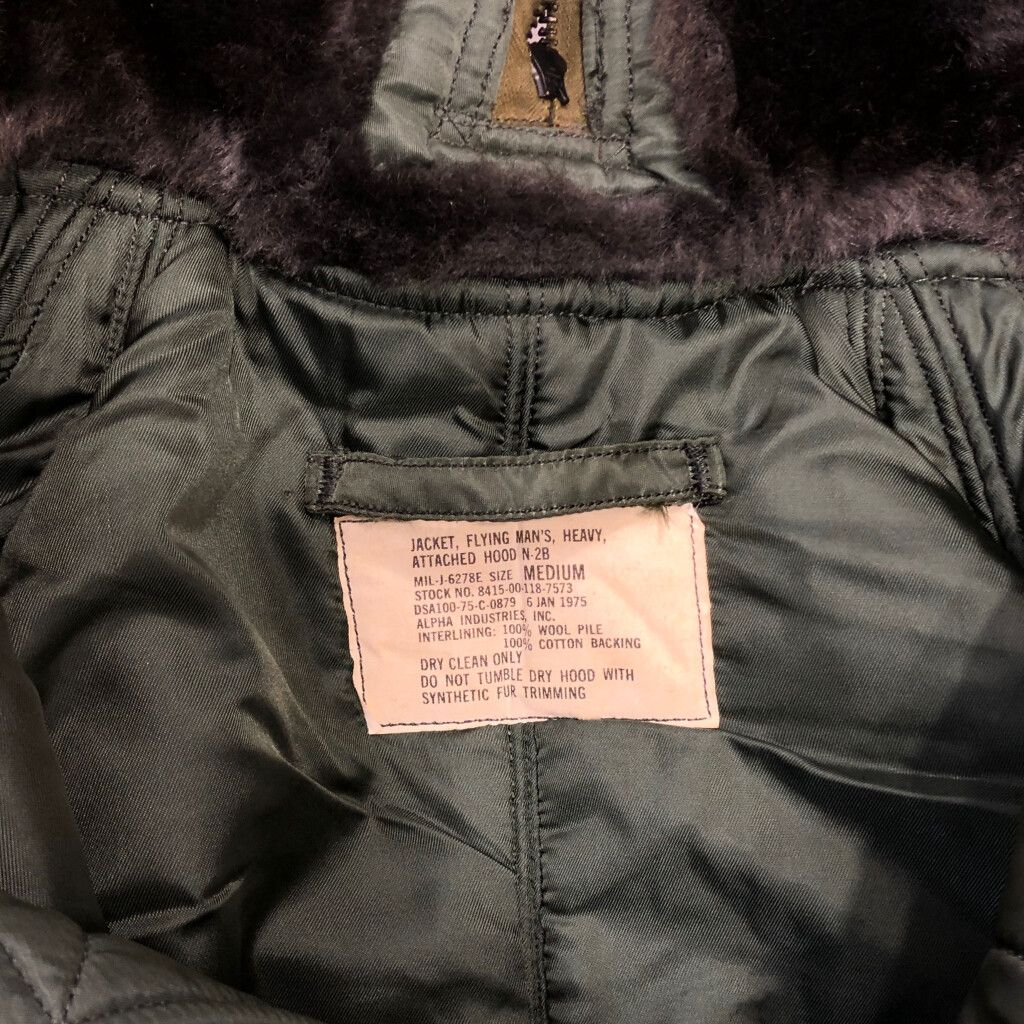 JACKET, FLYING MAN'S, HEAVY,
ATTACHED HOOD N-2B
MIL-J-6278E SIZE MEDIUM
STOCK NO. 8415-00-118-7573
DSA100-75-C-0879 6 JAN 1975
ALPHA INDUSTRIES, INC.
INTERLINING: 100% WOOL PILE
100% COTTON BACKING
DRY CLEAN ONLY
DO NOT TUMBLE DRY HOOD WITH
SYNTHETIC FUR TRIMMING